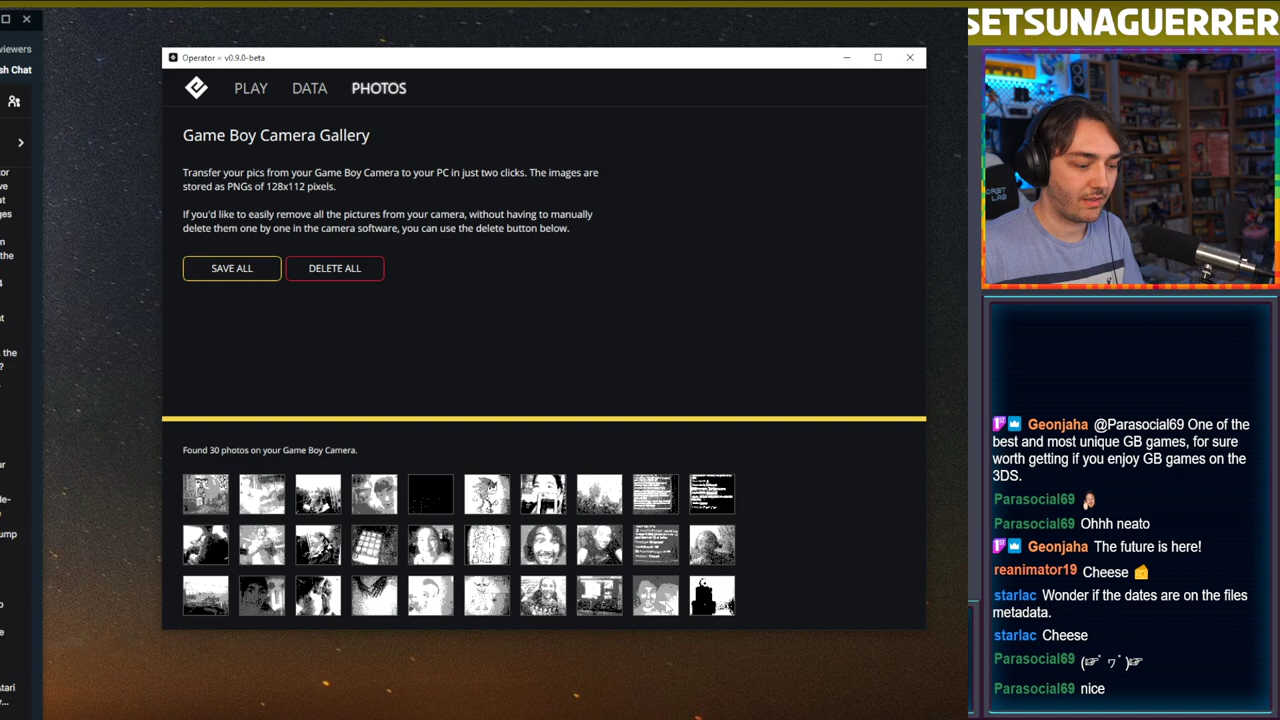 SETSUNAGUERRER
viewers
sh Chat
Operator × v0.9.0-beta
PLAY
DATA
PHOTOS
Game Boy Camera Gallery
Transfer your pics from your Game Boy Camera to your PC in just two clicks. The images are
stored as PNGs of 128x112 pixels.
If you'd like to easily remove all the pictures from your camera, without having to manually
delete them one by one in the camera software, you can use the delete button below.
SAVE ALL
DELETE ALL
Found 30 photos on your Game Boy Camera.
Geonjaha @Parasocial69 One of the
best and most unique GB games, for sure
worth getting if you enjoy GB games on the
3DS.
Parasocial69
Parasocial69 Ohhh neato
Geonjaha The future is here!
reanimator19 Cheese 🧀
starlac Wonder if the dates are on the files
metadata.
starlac Cheese
Parasocial69 (☞ﾟヮﾟ)☞
Parasocial69 nice